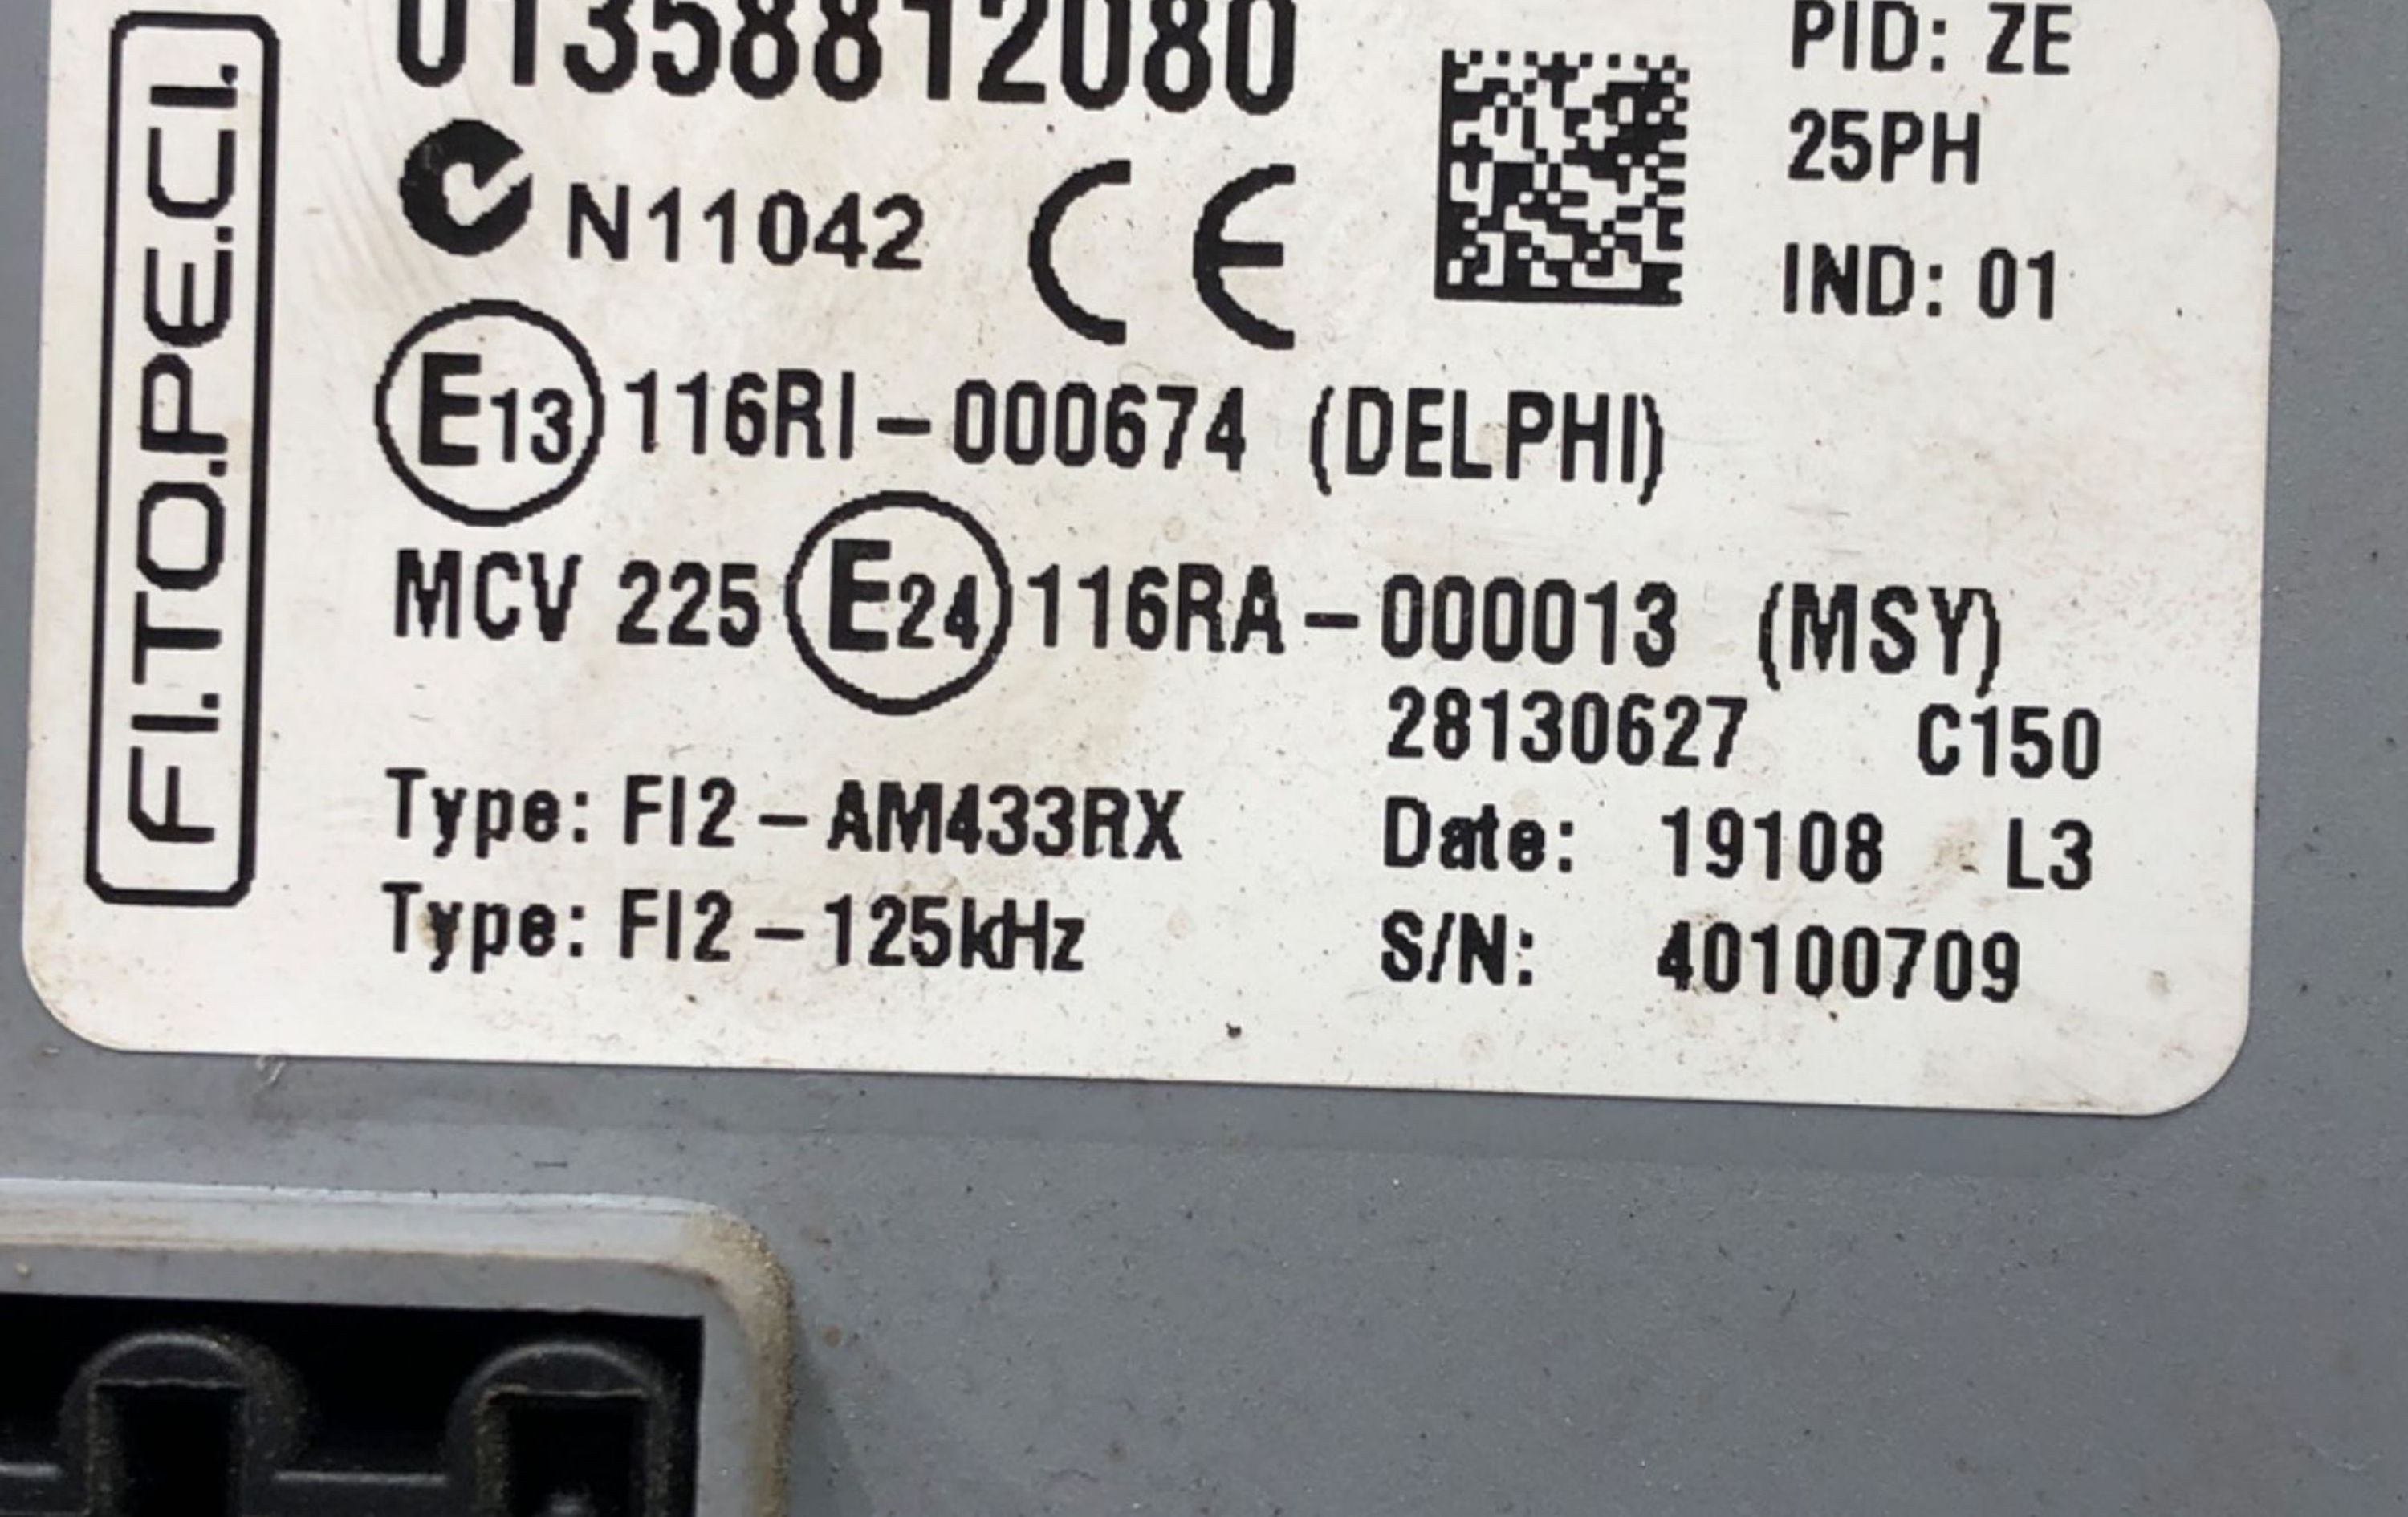 01358812080
PID: ZE
25PH
IND: 01
N11042 CE
E13 116RI-000674 (DELPHI)
MCV 225 E24 116RA-000013 (MSY)
28130627 C150
Type: FI2-AM433RX
Date: 19108 L3
Type: FI2-125kHz
S/N: 40100709
FI.TO.PE.CI.